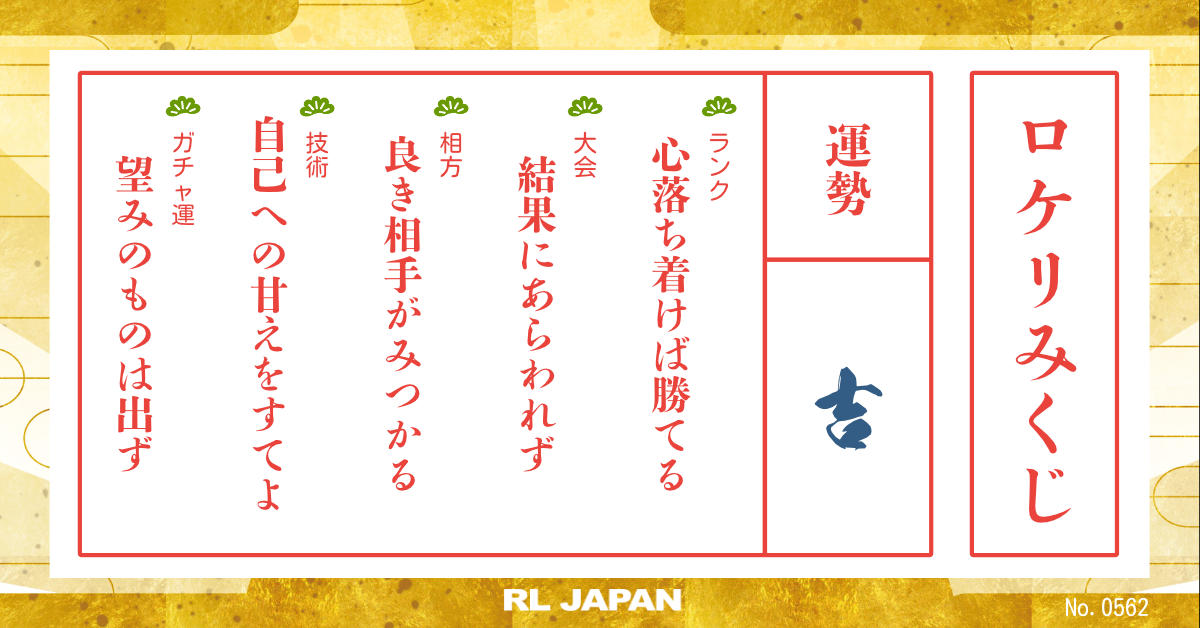 ロケリみくじ
運勢
吉
ランク
心落ち着けば勝てる
大会
結果にあらわれず
相方
良き相手がみつかる
技術
自己への甘えをすてよ
ガチャ運
望みのものは出ず
RL JAPAN
No. 0562